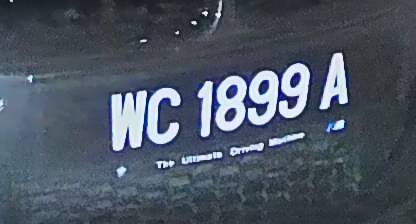 WC 1899 A
The Ultimate Driving Machine